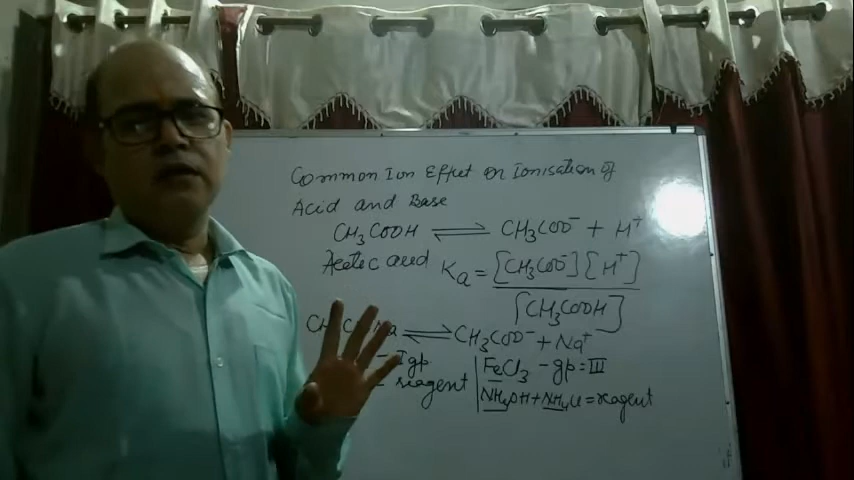 Common Ion Effect on Ionisation of
Acid and Base
CH₃COOH ⇌ CH₃COO⁻ + H⁺
Acetic acid Ka = [CH₃COO⁻] [H⁺]
[CH₃COOH]
⇌ CH₃COO⁻ + Na⁺
Igp | FeCl₃ - gp = III
reagent | NH₄OH + NH₄Cl = reagent